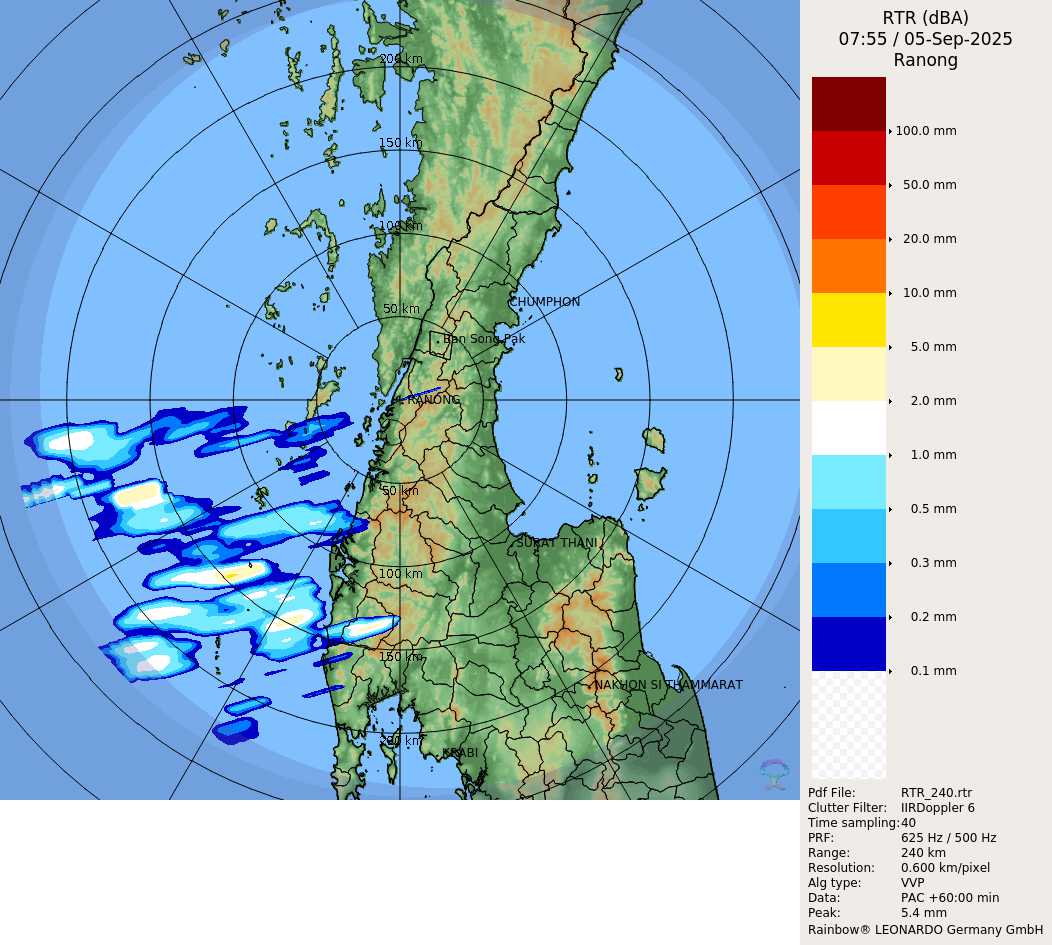 RTR (dBA)
07:55 / 05-Sep-2025
Ranong
200 km
150 km
100 km
50 km
CHUMPHON
Ban Song Pak
RANONG
50 km
SURAT THANI
100 km
150 km
NAKHON SI THAMMARAT
200 km
KRABI
100.0 mm
50.0 mm
20.0 mm
10.0 mm
5.0 mm
2.0 mm
1.0 mm
0.5 mm
0.3 mm
0.2 mm
0.1 mm
Pdf File: RTR_240.rtr
Clutter Filter: IIRDoppler 6
Time sampling:40
PRF: 625 Hz / 500 Hz
Range: 240 km
Resolution: 0.600 km/pixel
Alg type: VVP
Data: PAC +60:00 min
Peak: 5.4 mm
Rainbow® LEONARDO Germany GmbH